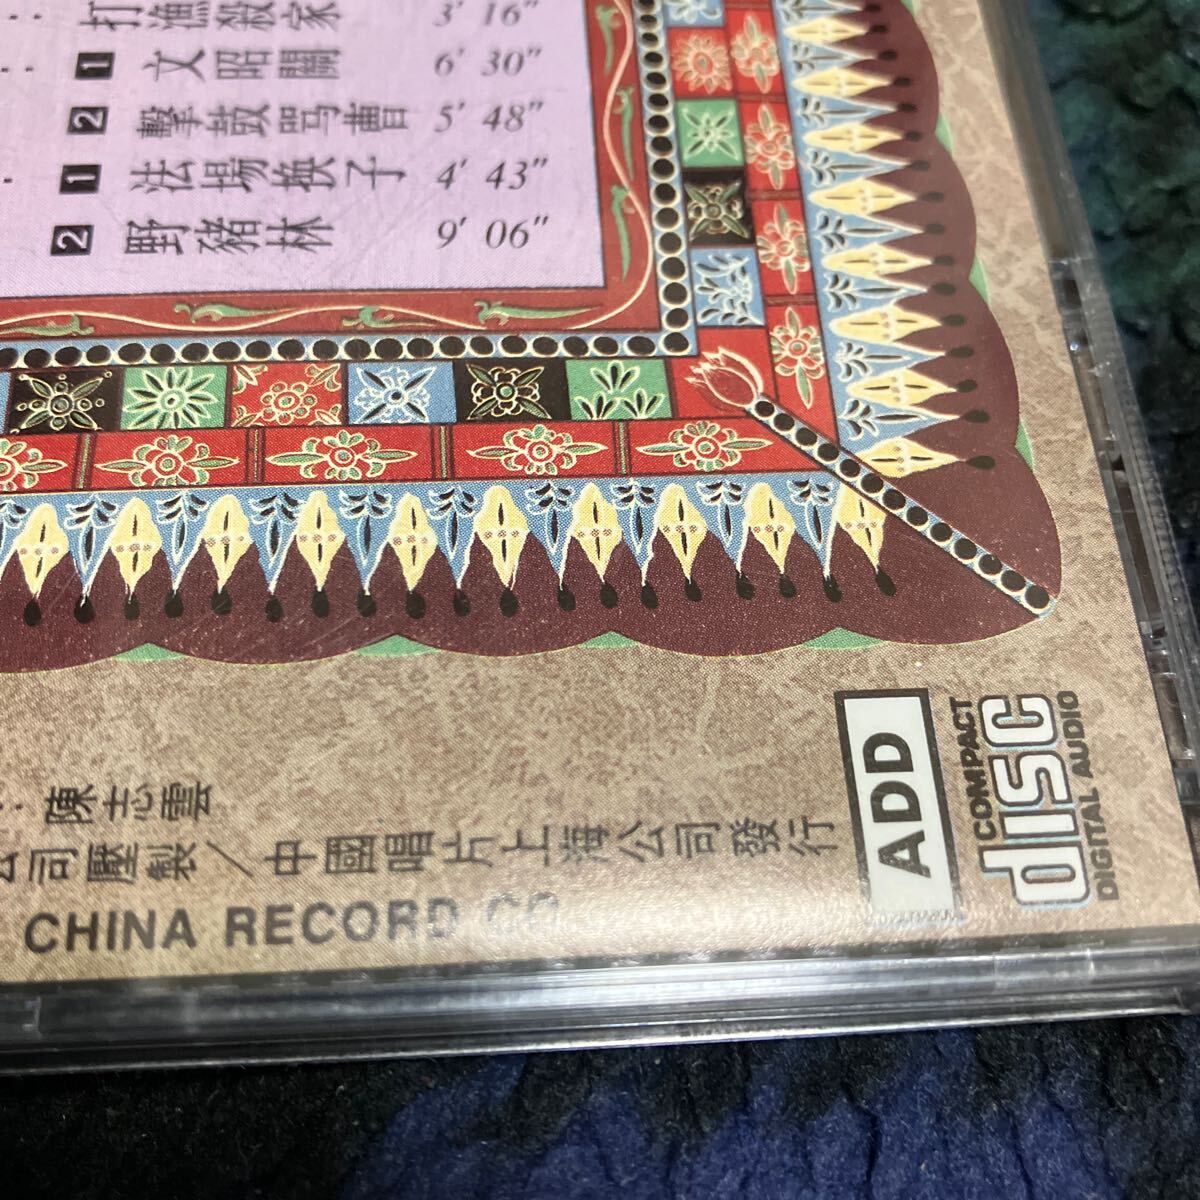 打漁殺家 3′ 16″
‥ 1 文昭關 6′ 30″
2 擊鼓骂曹 5′ 48″
· 1 法場换子 4′ 43″
2 野豬林 9′ 06″
‥ 陳志雲
公司壓製／中國唱片上海公司發行
CHINA RECORD CO
ADD
COMPACT
disc
DIGITAL AUDIO